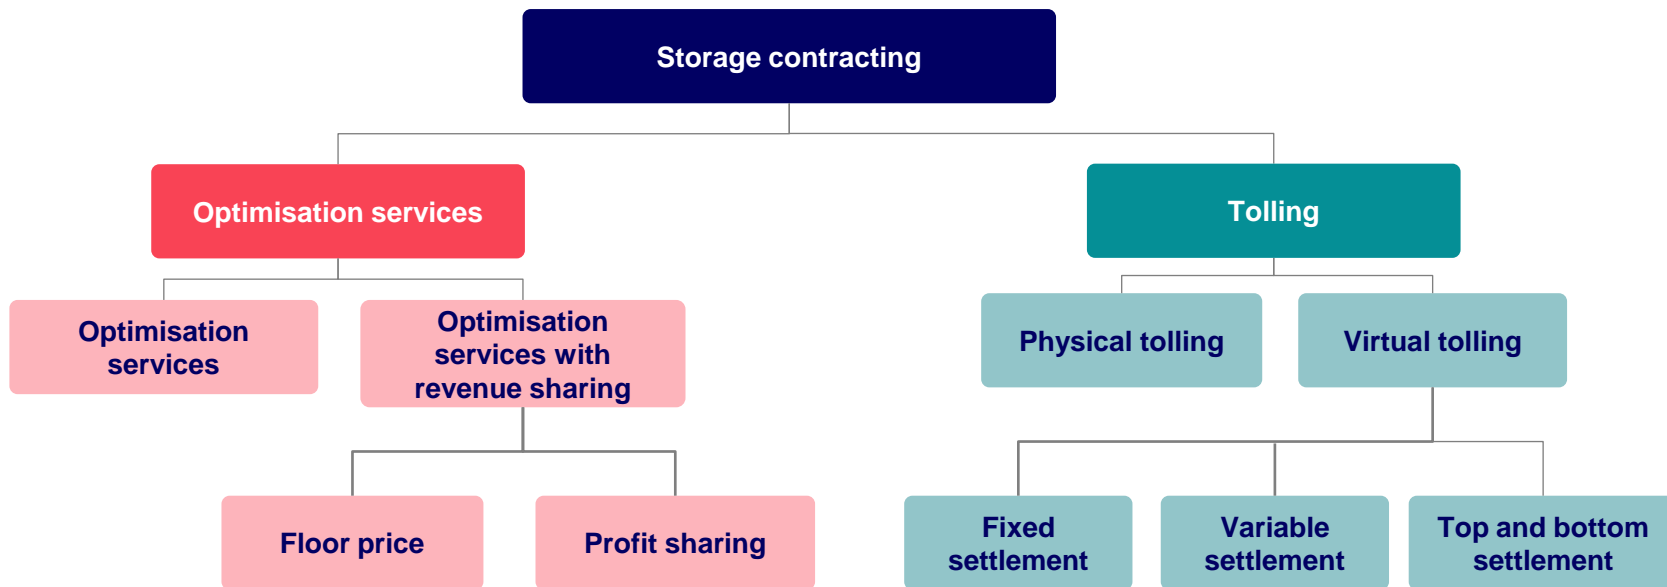 Storage contracting
Optimisation services
Tolling
Optimisation
services
Optimisation
services with
revenue sharing
Physical tolling
Virtual tolling
Floor price
Profit sharing
Fixed
settlement
Variable
settlement
Top and bottom
settlement